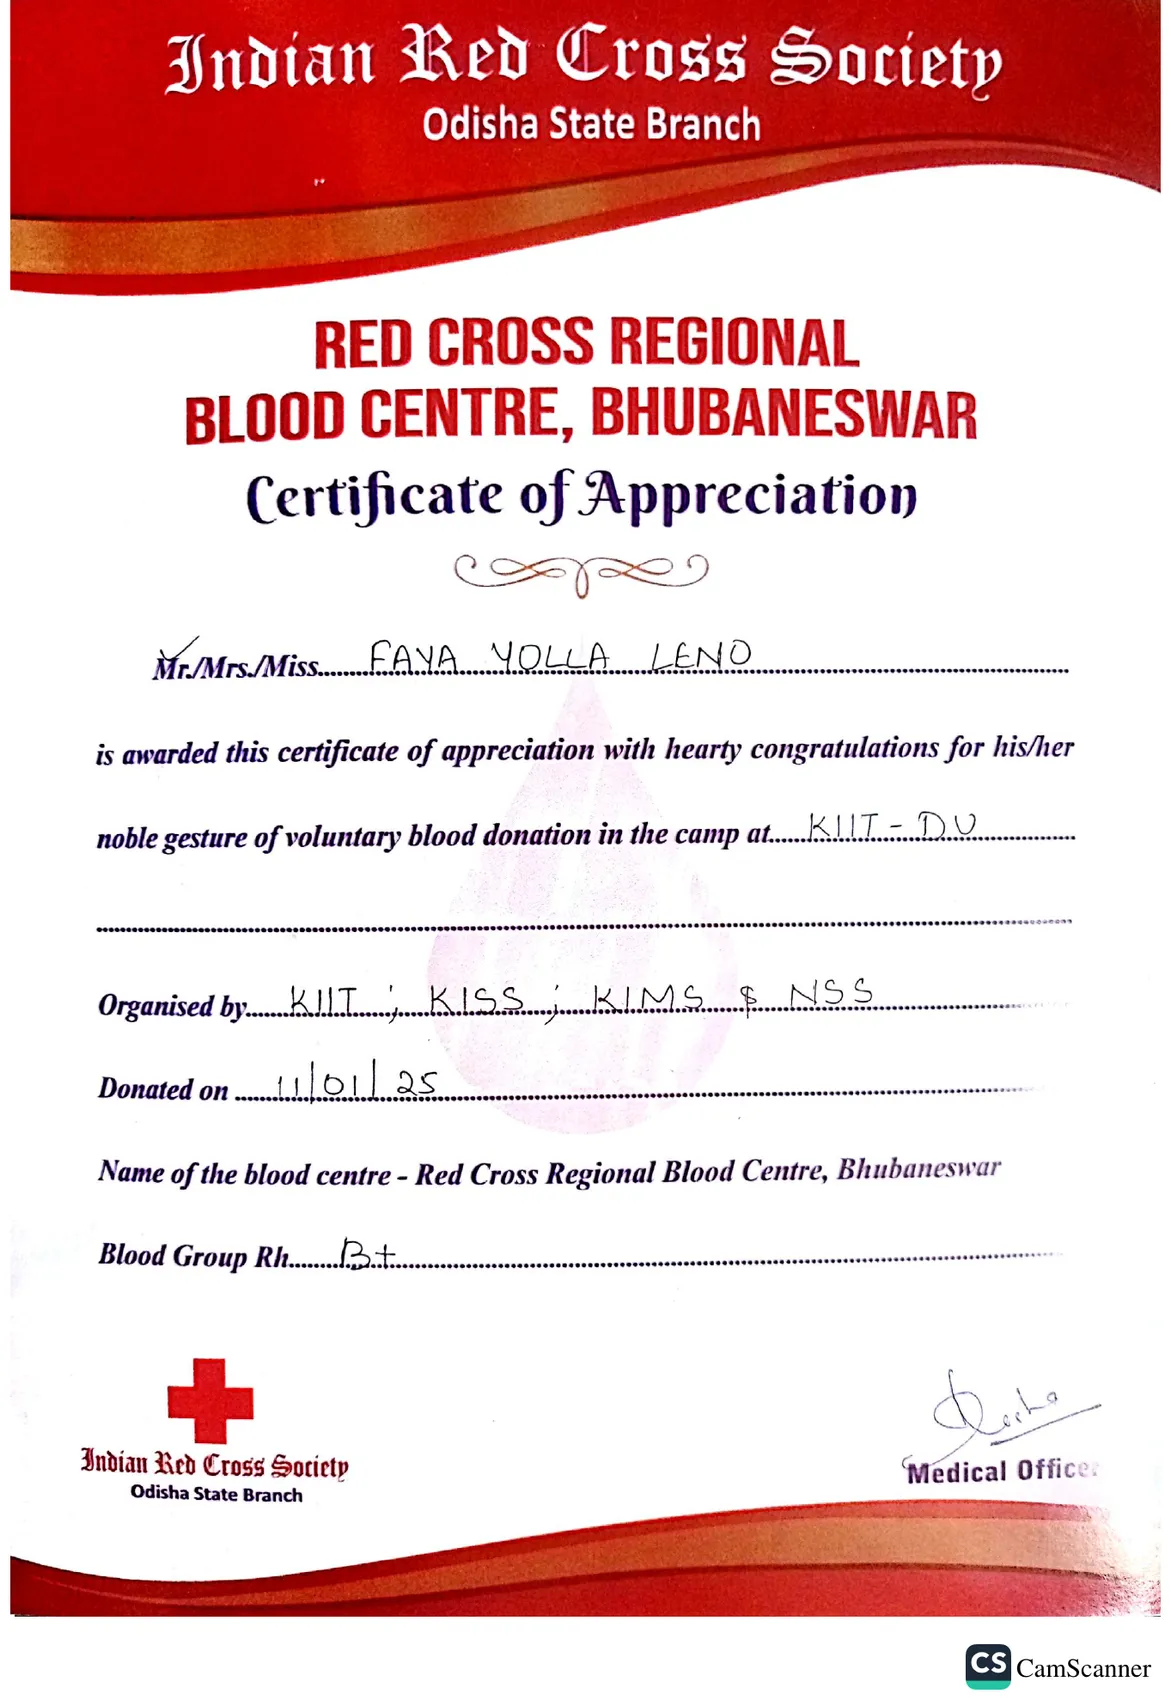 Indian Red Cross Society
Odisha State Branch
RED CROSS REGIONAL
BLOOD CENTRE, BHUBANESWAR
Certificate of Appreciation
Mr./Mrs./Miss......FAYA YOLLA LENO......
is awarded this certificate of appreciation with hearty congratulations for his/her
noble gesture of voluntary blood donation in the camp at......KIIT - DU......
Organised by......KIIT ; KISS ; KIMS & NSS......
Donated on ......11/01/25......
Name of the blood centre - Red Cross Regional Blood Centre, Bhubaneswar
Blood Group Rh......B+......
Indian Red Cross Society
Odisha State Branch
Medical Officer
CS CamScanner